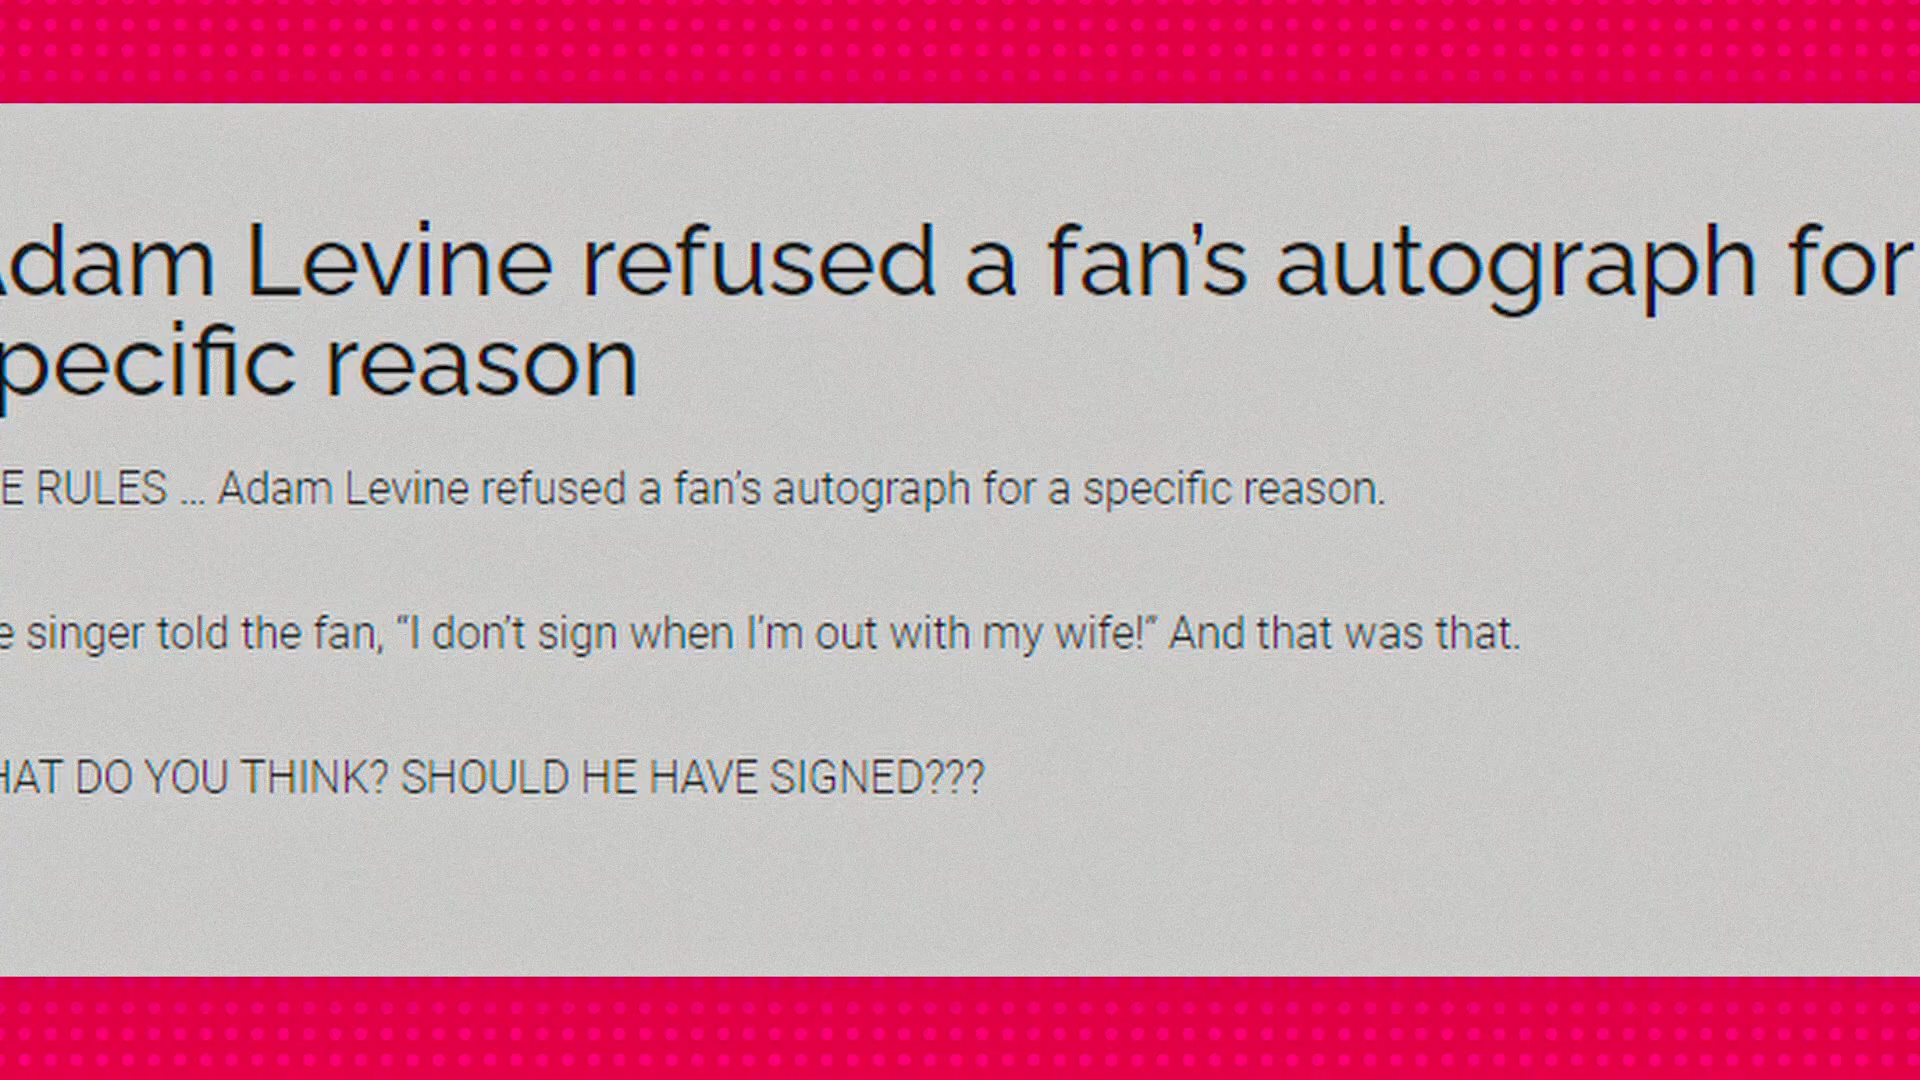 Adam Levine refused a fan’s autograph for
pecific reason
E RULES ... Adam Levine refused a fan’s autograph for a specific reason.
e singer told the fan, “I don’t sign when I’m out with my wife!” And that was that.
HAT DO YOU THINK? SHOULD HE HAVE SIGNED???